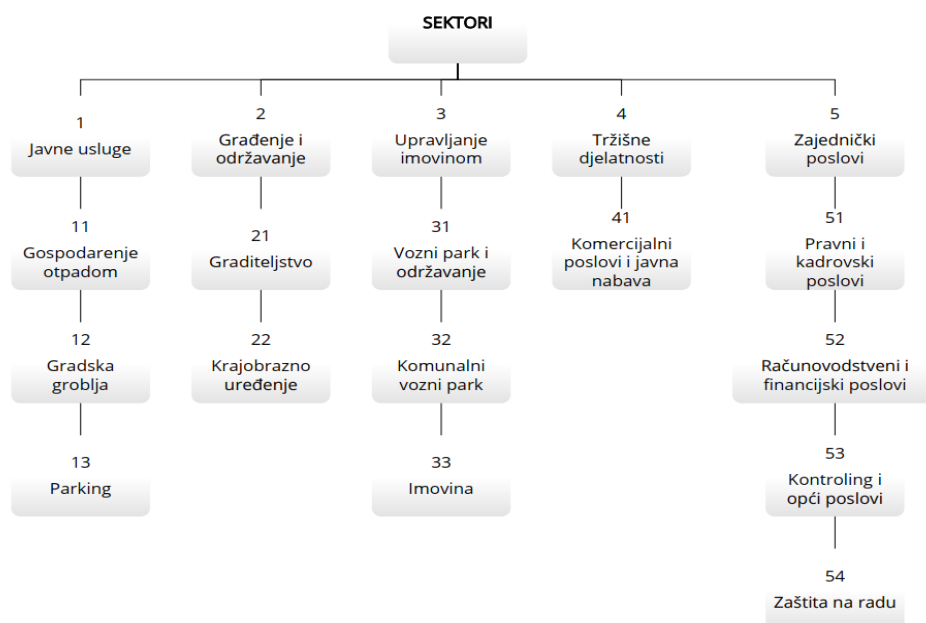 SEKTORI
1
Javne usluge
2
Građenje i
održavanje
3
Upravljanje
imovinom
4
Tržišne
djelatnosti
5
Zajednički
poslovi
11
Gospodarenje
otpadom
21
Graditeljstvo
31
Vozni park i
održavanje
41
Komercijalni
poslovi i javna
nabava
51
Pravni i
kadrovski
poslovi
12
Gradska
groblja
22
Krajobrazno
uređenje
32
Komunalni
vozni park
52
Računovodstveni i
financijski poslovi
13
Parking
33
Imovina
53
Kontroling i
opći poslovi
54
Zaštita na radu